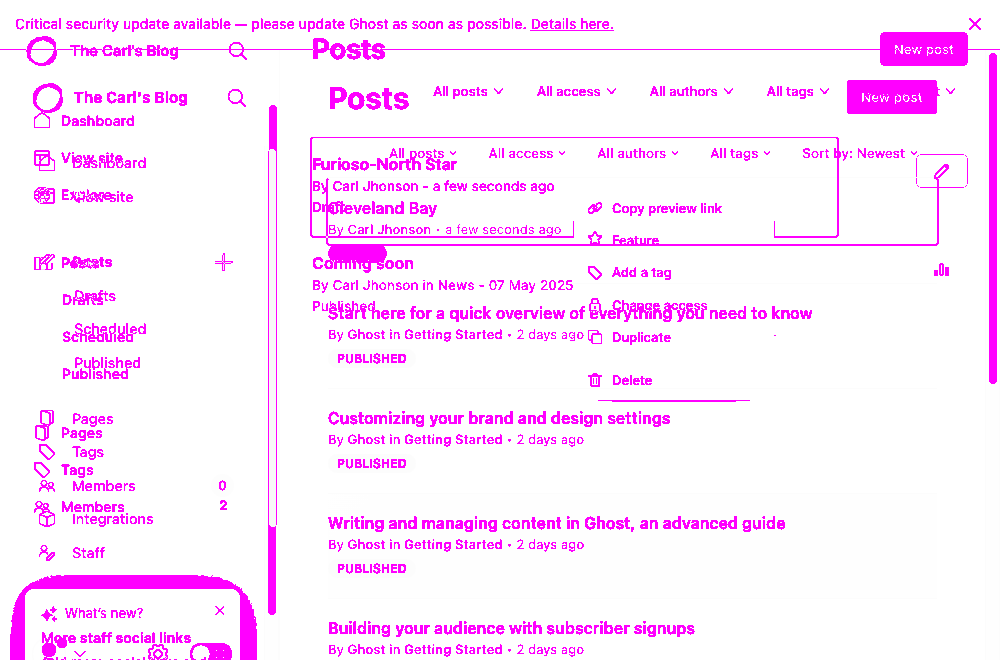 Critical security update available — please update Ghost as soon as possible. Details here.
The Carl's Blog
Posts
New post
The Carl's Blog
Posts
All posts
All access
All authors
All tags
New post
Dashboard
View site
Dashboard
Explore
View site
All posts
All access
All authors
All tags
Sort by: Newest
Furioso-North Star
By Carl Jhonson - a few seconds ago
Draft
Cleveland Bay
By Carl Jhonson • a few seconds ago
Copy preview link
Feature
Add a tag
Change access
Duplicate
Delete
Posts
Posts
Drafts
Drafts
Scheduled
Scheduled
Published
Published
Coming soon
By Carl Jhonson in News - 07 May 2025
Published
Start here for a quick overview of everything you need to know
By Ghost in Getting Started • 2 days ago
PUBLISHED
Pages
Pages
Tags
Tags
Members 0
Members 2
Integrations
Staff
Customizing your brand and design settings
By Ghost in Getting Started • 2 days ago
PUBLISHED
Writing and managing content in Ghost, an advanced guide
By Ghost in Getting Started • 2 days ago
PUBLISHED
What's new?
More staff social links
Building your audience with subscriber signups
By Ghost in Getting Started • 2 days ago